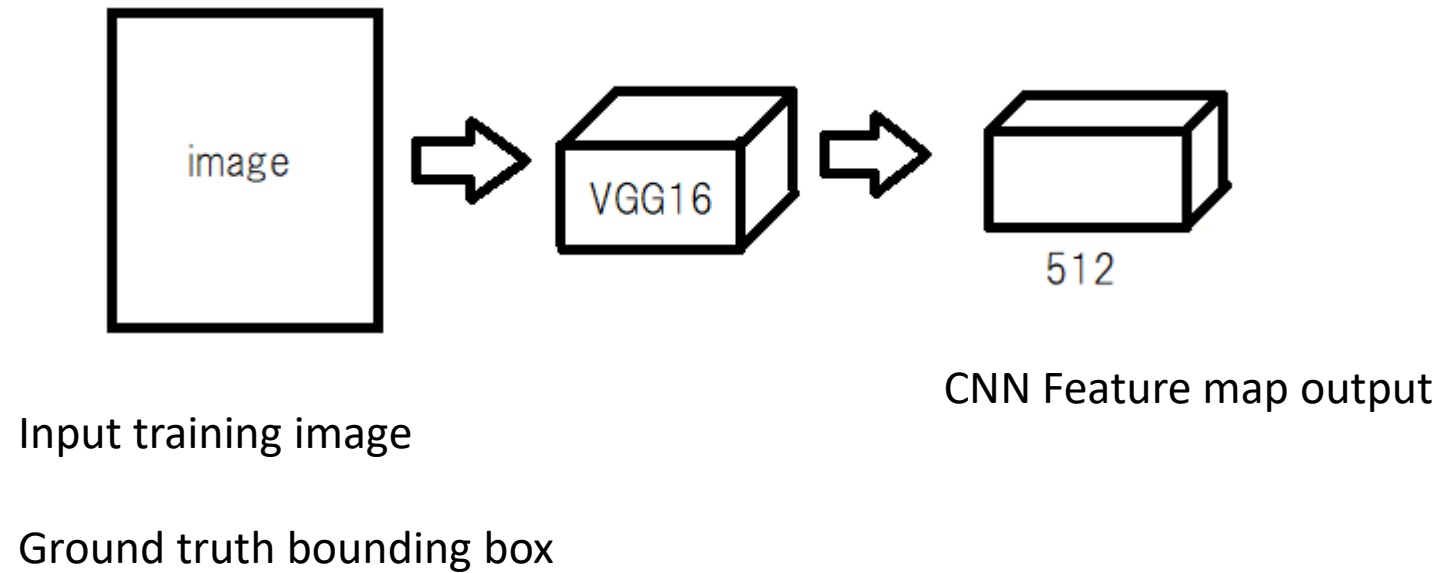 image
VGG16
512
CNN Feature map output
Input training image
Ground truth bounding box